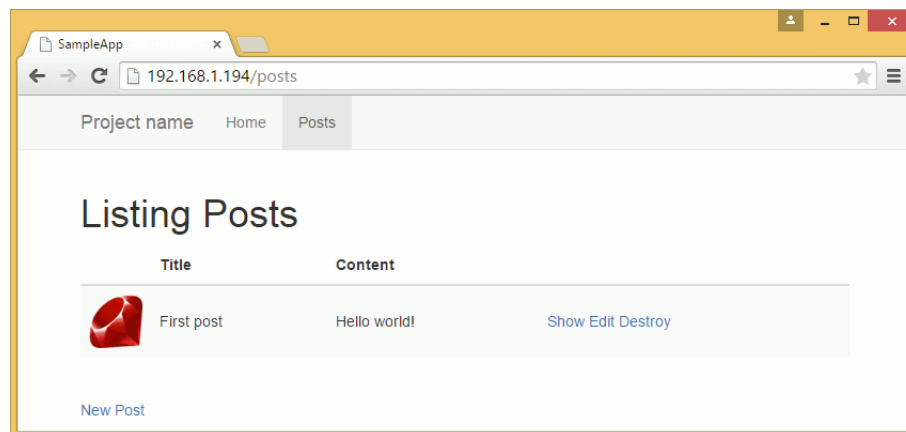 SampleApp
192.168.1.194/posts
Project name Home Posts
Listing Posts
Title Content
First post Hello world! Show Edit Destroy
New Post